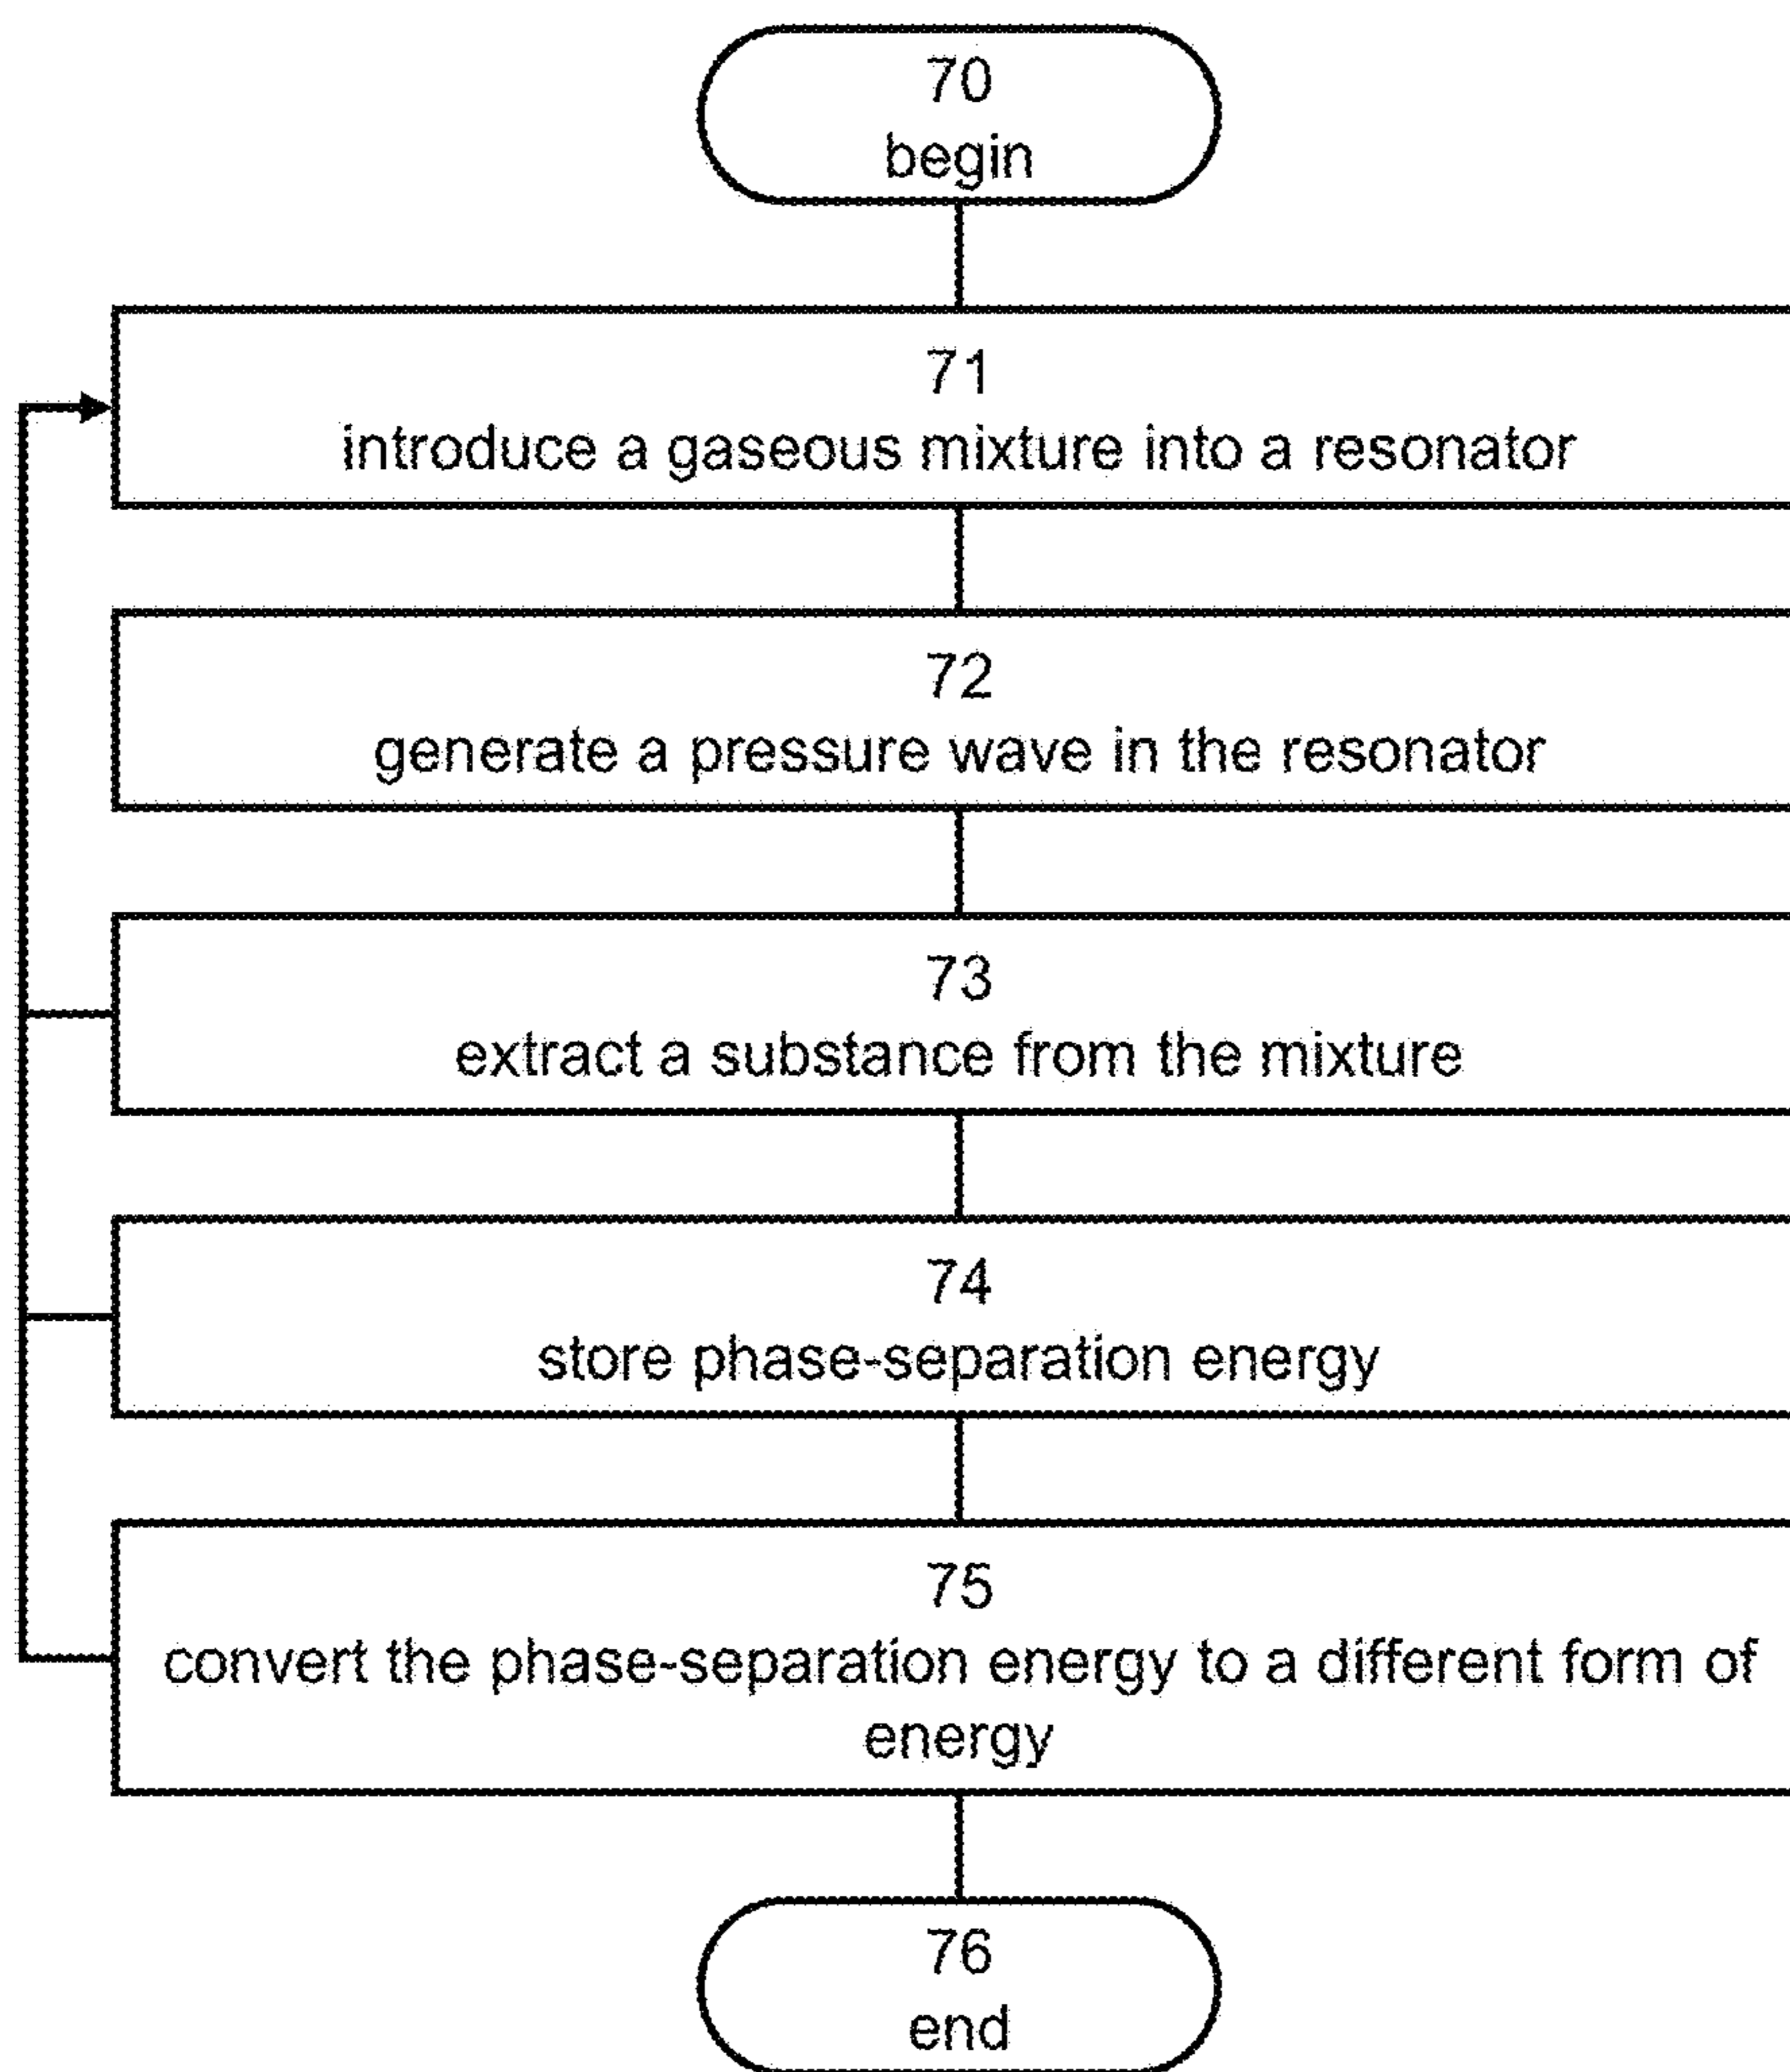 70
begin
71
introduce a gaseous mixture into a resonator
72
generate a pressure wave in the resonator
73
extract a substance from the mixture
74
store phase-separation energy
75
convert the phase-separation energy to a different form of
energy
76
end